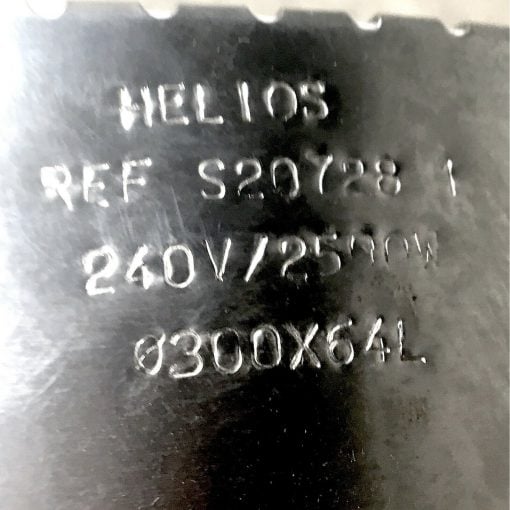 HELIOS
REF S20728 1
240V/2500W
Ø300X64L